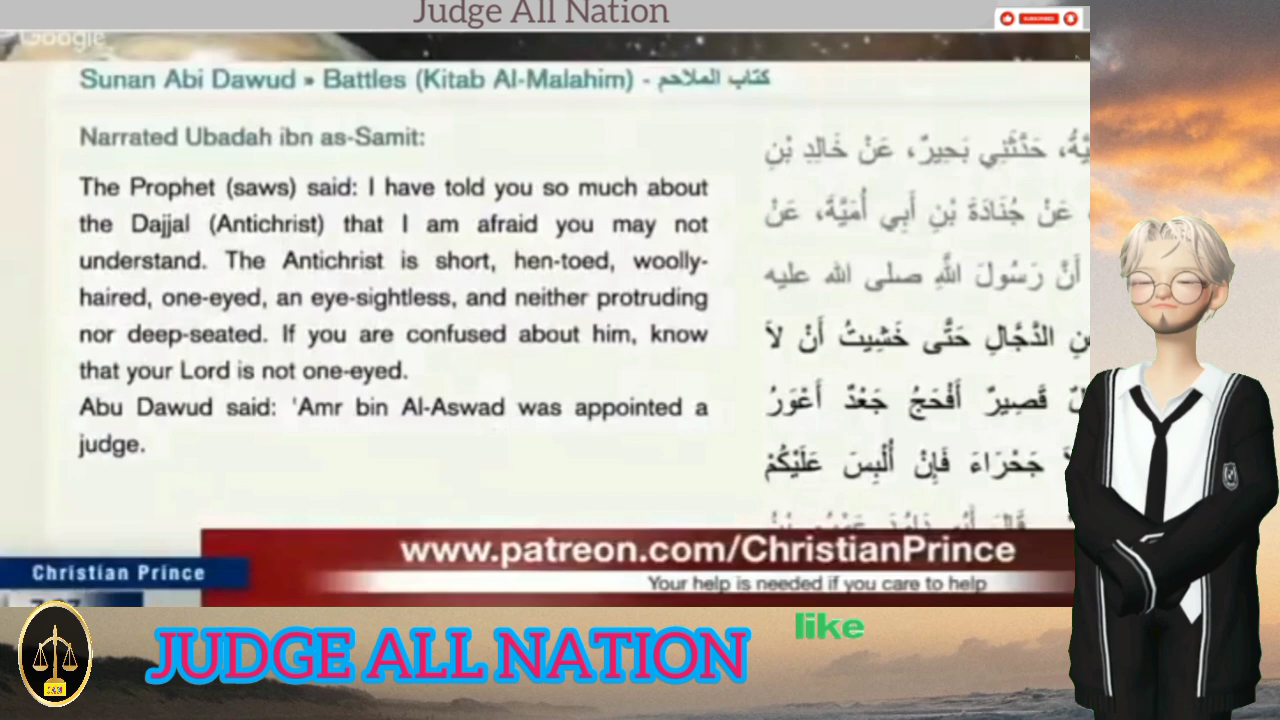 Judge All Nation
SUBSCRIBED
Google
Sunan Abi Dawud » Battles (Kitab Al-Malahim) - كتاب الملاحم
Narrated Ubadah ibn as-Samit:
The Prophet (saws) said: I have told you so much about
the Dajjal (Antichrist) that I am afraid you may not
understand. The Antichrist is short, hen-toed, woolly-
haired, one-eyed, an eye-sightless, and neither protruding
nor deep-seated. If you are confused about him, know
that your Lord is not one-eyed.
Abu Dawud said: 'Amr bin Al-Aswad was appointed a
judge.
حَدَّثَنِي بَحِيرٌ، عَنْ خَالِدِ بْنِ
عَنْ جُنَادَةَ بْنِ أَبِي أُمَيَّةَ، عَنْ
أَنَّ رَسُولَ اللَّهِ صلى الله عليه
الدَّجَّالِ حَتَّى خَشِيتُ أَنْ لاَ
قَصِيرٌ أَفْحَجُ جَعْدٌ أَعْوَرُ
جَحْرَاءَ فَإِنْ أُلْبِسَ عَلَيْكُمْ
www.patreon.com/ChristianPrince
Your help is needed if you care to help
Christian Prince
JUDGE ALL NATION
like